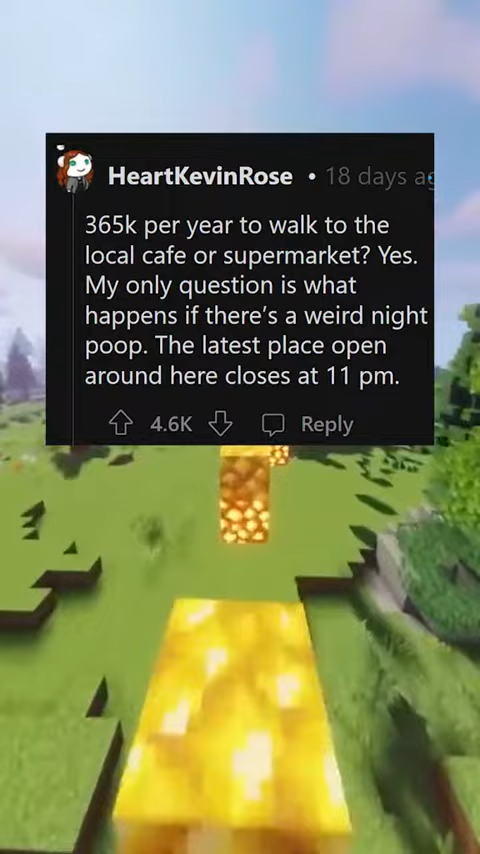 HeartKevinRose • 18 days
365k per year to walk to the
local cafe or supermarket? Yes.
My only question is what
happens if there's a weird night
poop. The latest place open
around here closes at 11 pm.
4.6K Reply